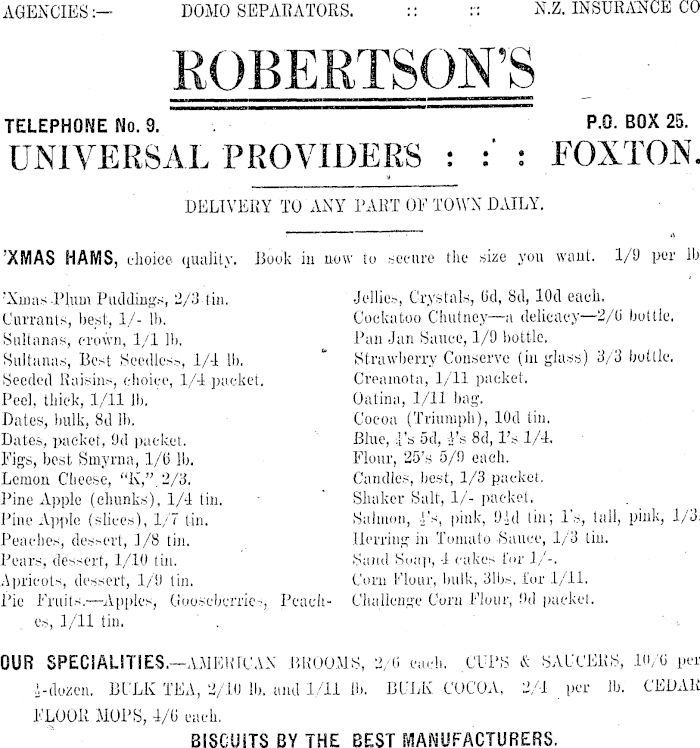 AGENCIES:— DOMO SEPARATORS. :: :: N.Z. INSURANCE CO
ROBERTSON'S
TELEPHONE No. 9. P.O. BOX 25.
UNIVERSAL PROVIDERS : : : FOXTON.
DELIVERY TO ANY PART OF TOWN DAILY.
'XMAS HAMS, choice quality. Book in now to secure the size you want. 1/9 per lb
'Xmas Plum Puddings, 2/3 tin.
Currants, best, 1/- lb.
Sultanas, crown, 1/1 lb.
Sultanas, Best Seedless, 1/4 lb.
Seeded Raisins, choice, 1/4 packet.
Peel, thick, 1/11 lb.
Dates, bulk, 8d lb.
Dates, packet, 9d packet.
Figs, best Smyrna, 1/6 lb.
Lemon Cheese, "K," 2/3.
Pine Apple (chunks), 1/4 tin.
Pine Apple (slices), 1/7 tin.
Peaches, dessert, 1/8 tin.
Pears, dessert, 1/10 tin.
Apricots, dessert, 1/9 tin.
Pie Fruits.—Apples, Gooseberries, Peach-
es, 1/11 tin.
Jellies, Crystals, 6d, 8d, 10d each.
Cockatoo Chutney—a delicacy—2/6 bottle.
Pan Jan Sauce, 1/9 bottle.
Strawberry Conserve (in glass) 3/3 bottle.
Creamota, 1/11 packet.
Oatina, 1/11 bag.
Cocoa (Triumph), 10d tin.
Blue, ¼'s 5d, ½'s 8d, 1's 1/4.
Flour, 25's 5/9 each.
Candles, best, 1/3 packet.
Shaker Salt, 1/- packet.
Salmon, ½'s, pink, 9½d tin; 1's, tall, pink, 1/3.
Herring in Tomato Sauce, 1/3 tin.
Sand Soap, 4 cakes for 1/-.
Corn Flour, bulk, 3lbs. for 1/11.
Challenge Corn Flour, 9d packet.
OUR SPECIALITIES.—AMERICAN BROOMS, 2/6 each. CUPS & SAUCERS, 10/6 per
½-dozen. BULK TEA, 2/10 lb. and 1/11 lb. BULK COCOA, 2/4 per lb. CEDAR
FLOOR MOPS, 4/6 each.
BISCUITS BY THE BEST MANUFACTURERS.